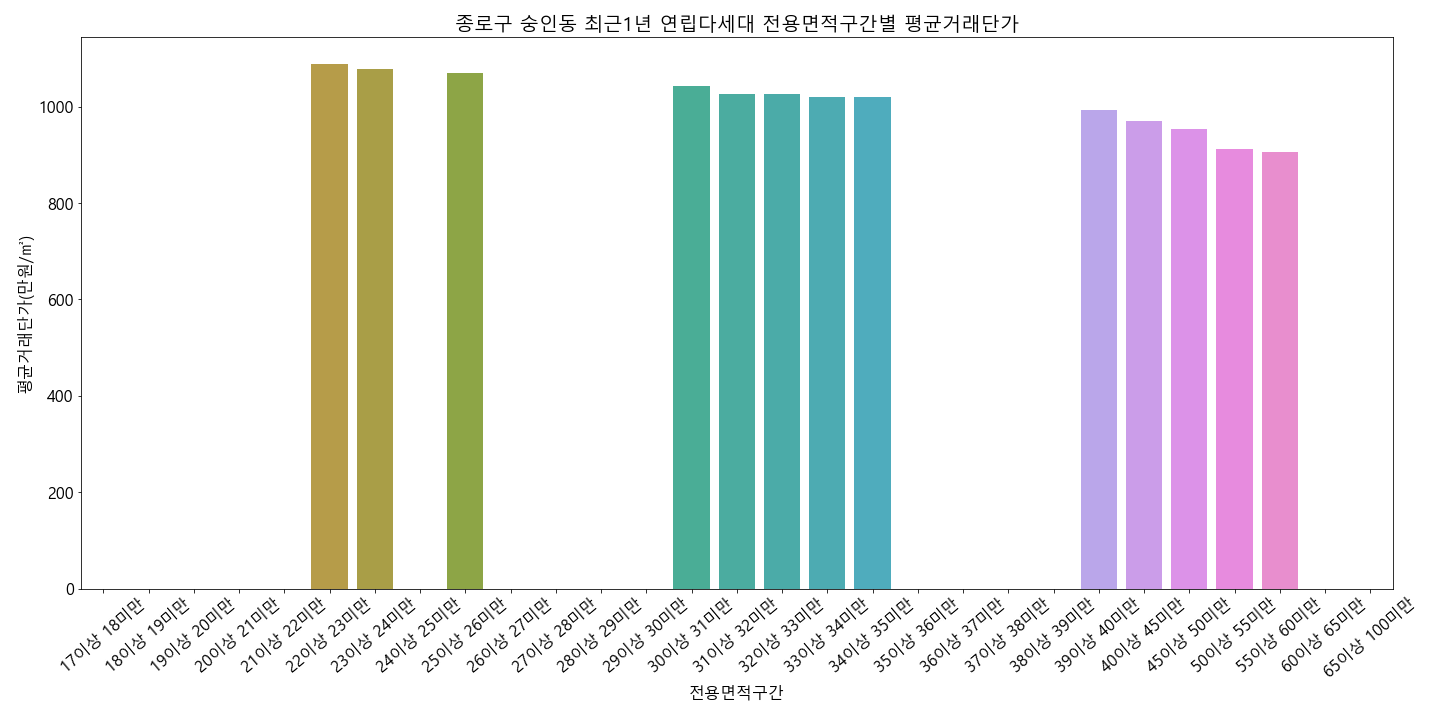 종로구 숭인동 최근1년 연립다세대 전용면적구간별 평균거래단가
평균거래단가(만원/㎡)
1000
800
600
400
200
0
17이상 18미만
18이상 19미만
19이상 20미만
20이상 21미만
21이상 22미만
22이상 23미만
23이상 24미만
24이상 25미만
25이상 26미만
26이상 27미만
27이상 28미만
28이상 29미만
29이상 30미만
30이상 31미만
31이상 32미만
32이상 33미만
33이상 34미만
34이상 35미만
35이상 36미만
36이상 37미만
37이상 38미만
38이상 39미만
39이상 40미만
40이상 45미만
45이상 50미만
50이상 55미만
55이상 60미만
60이상 65미만
65이상 100미만
전용면적구간